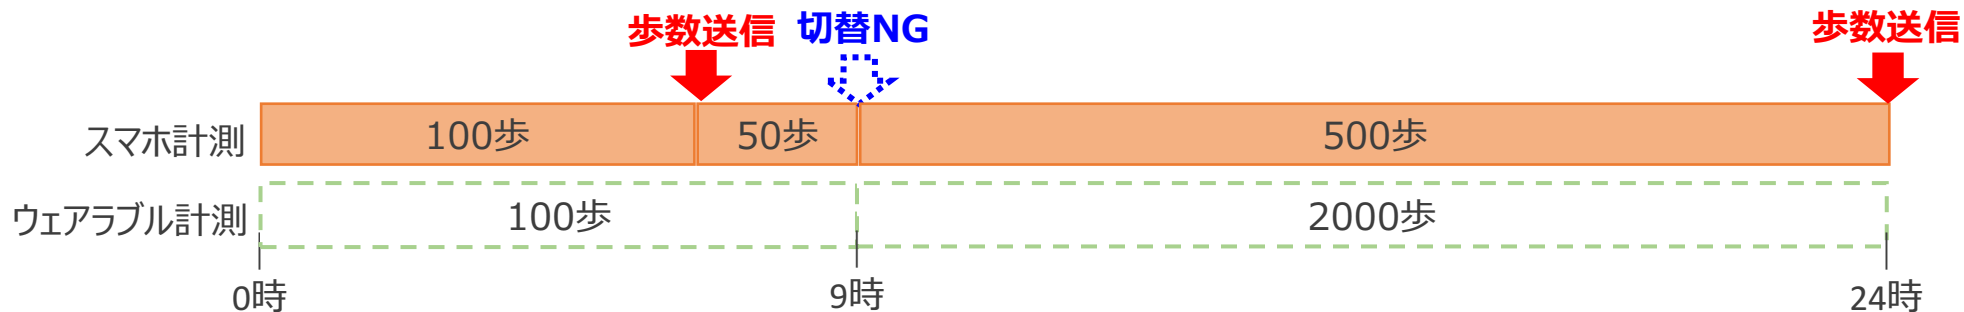 歩数送信 切替NG 歩数送信
スマホ計測 100歩 50歩 500歩
ウェアラブル計測 100歩 2000歩
0時 9時 24時